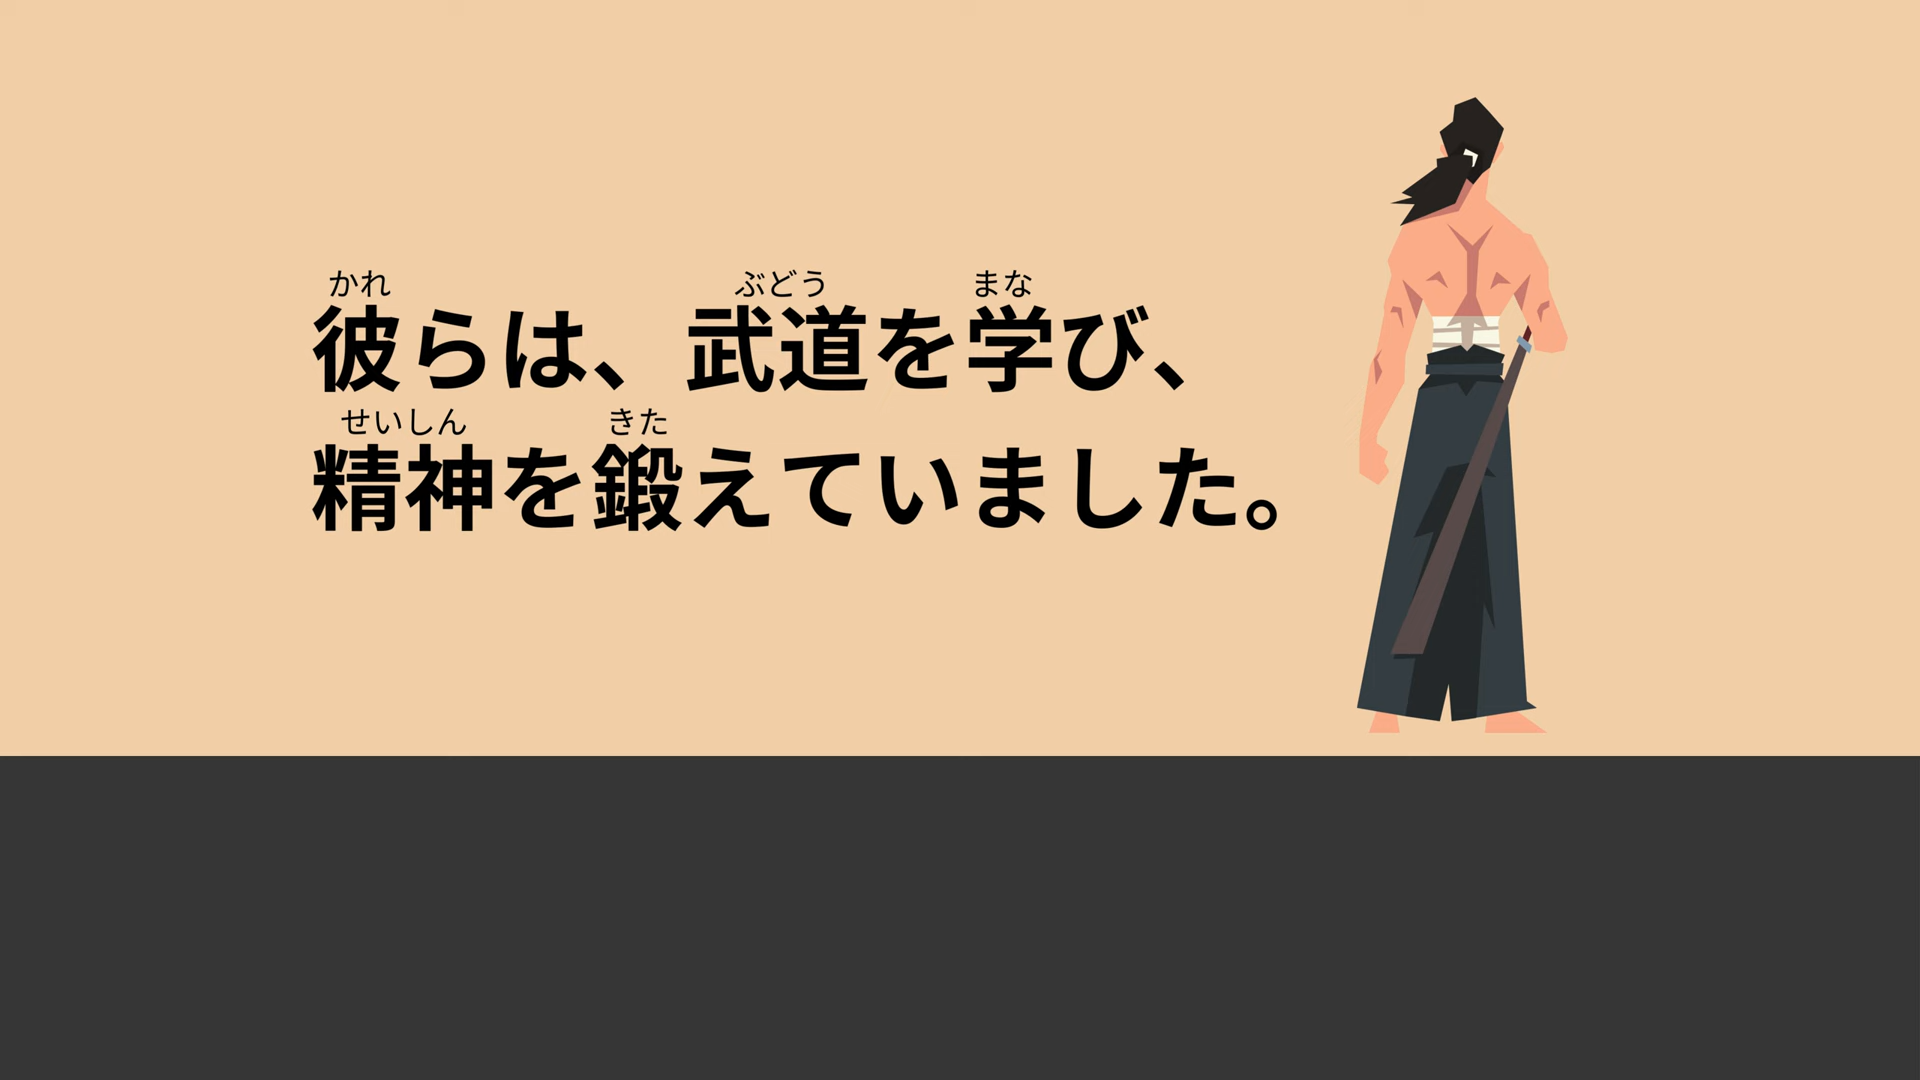 かれ ぶどう まな
彼らは、武道を学び、
せいしん きた
精神を鍛えていました。